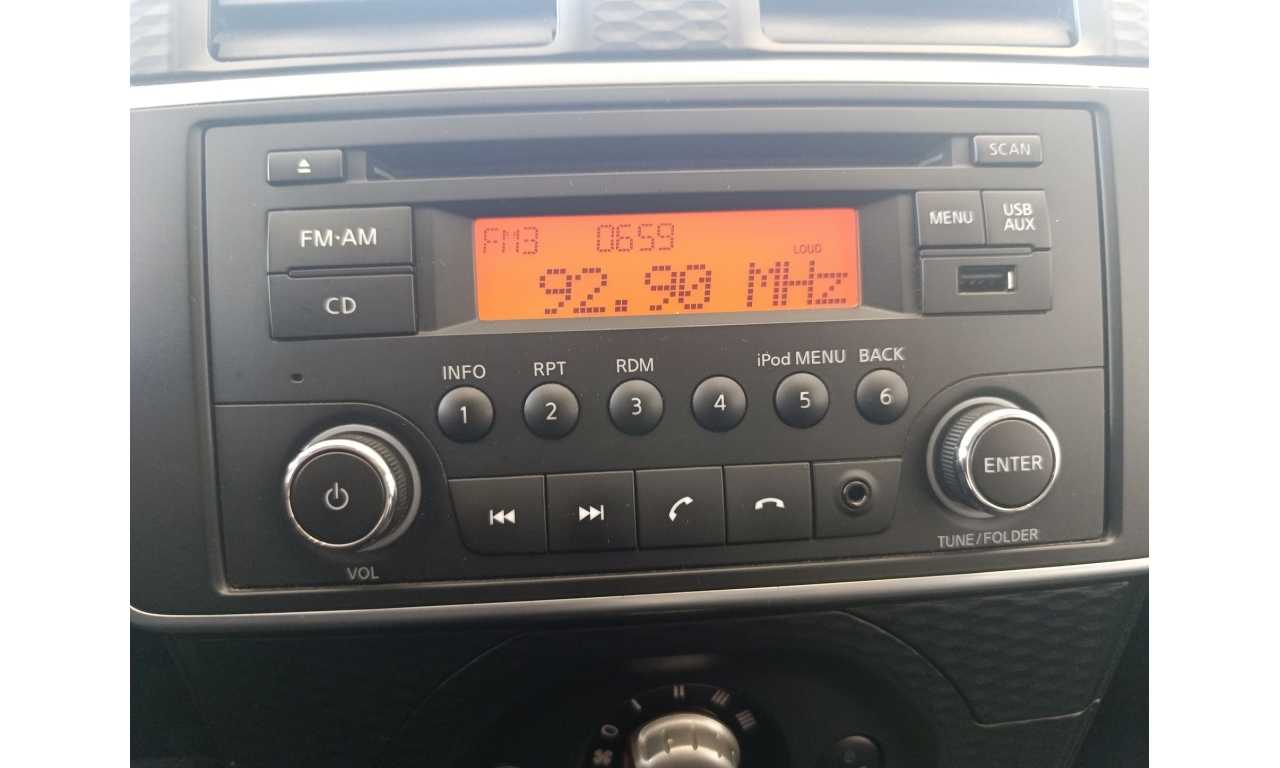 SCAN
FM·AM
FM3 0659
LOUD
92.90 MHz
MENU
USB
AUX
CD
INFO RPT RDM iPod MENU BACK
1 2 3 4 5 6
ENTER
VOL
TUNE/FOLDER
0